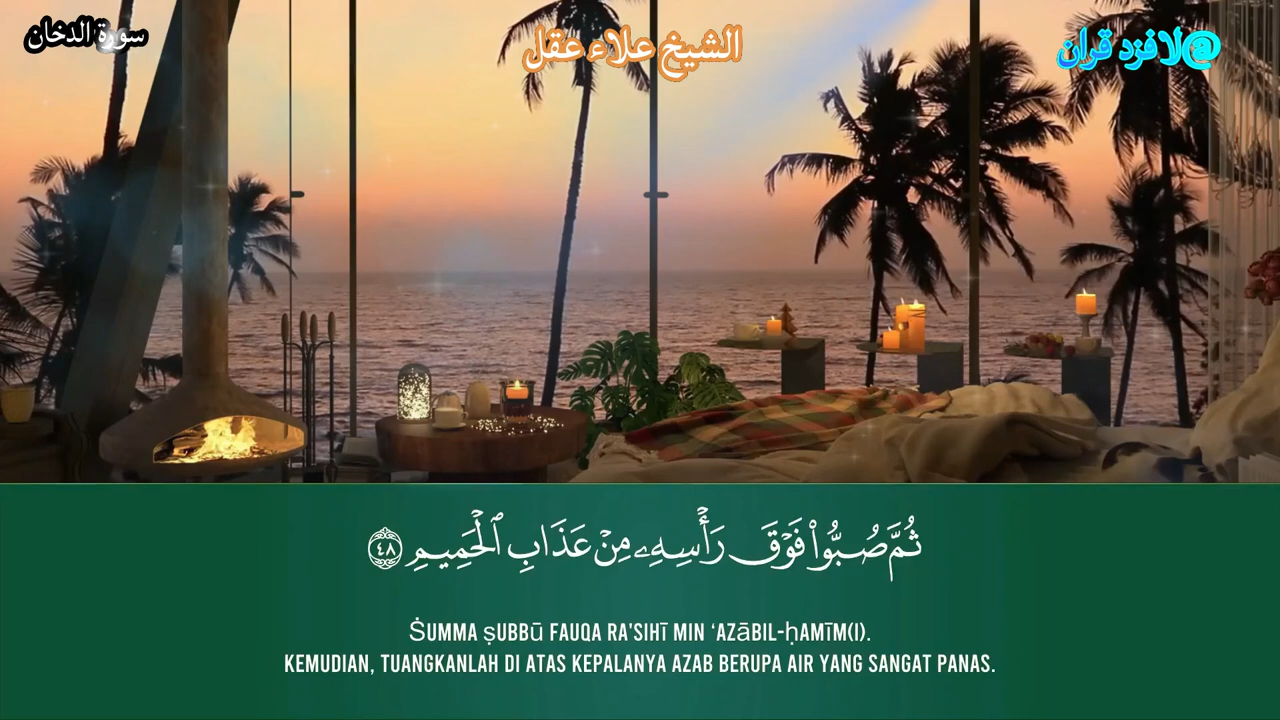 سورة الدخان
الشيخ علاء عقل
@لافزد قران
ثُمَّ صُبُّوا۟ فَوْقَ رَأْسِهِۦ مِنْ عَذَابِ ٱلْحَمِيمِ ٤٨
ṠUMMA ṣUBBū FAUQA RA'SIHī MIN ‘AZāBIL-ḥAMīM(I).
KEMUDIAN, TUANGKANLAH DI ATAS KEPALANYA AZAB BERUPA AIR YANG SANGAT PANAS.